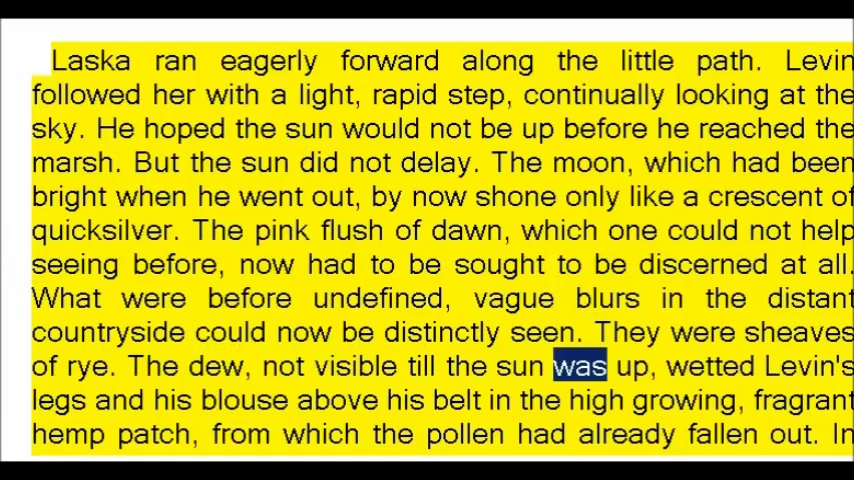 Laska ran eagerly forward along the little path. Levin
followed her with a light, rapid step, continually looking at the
sky. He hoped the sun would not be up before he reached the
marsh. But the sun did not delay. The moon, which had been
bright when he went out, by now shone only like a crescent of
quicksilver. The pink flush of dawn, which one could not help
seeing before, now had to be sought to be discerned at all.
What were before undefined, vague blurs in the distant
countryside could now be distinctly seen. They were sheaves
of rye. The dew, not visible till the sun was up, wetted Levin's
legs and his blouse above his belt in the high growing, fragrant
hemp patch, from which the pollen had already fallen out. In